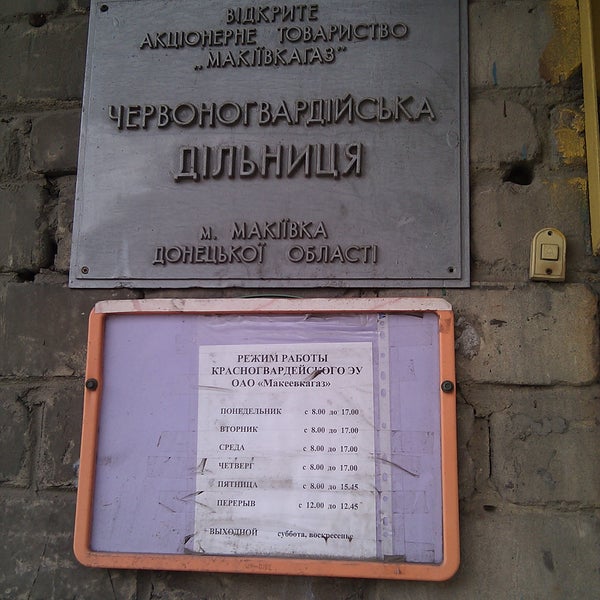 ВІДКРИТЕ
АКЦІОНЕРНЕ ТОВАРИСТВО
„МАКІЇВКАГАЗ"
ЧЕРВОНОГВАРДІЙСЬКА
ДІЛЬНИЦЯ
м. МАКІЇВКА
ДОНЕЦЬКОЇ ОБЛАСТІ
РЕЖИМ РАБОТЫ
КРАСНОГВАРДЕЙСКОГО ЭУ
ОАО «Макеевкагаз»
ПОНЕДЕЛЬНИК с 8.00 до 17.00
ВТОРНИК с 8.00 до 17.00
СРЕДА с 8.00 до 17.00
ЧЕТВЕРГ с 8.00 до 17.00
ПЯТНИЦА с 8.00 до 15.45
ПЕРЕРЫВ с 12.00 до 12.45
ВЫХОДНОЙ суббота, воскресенье